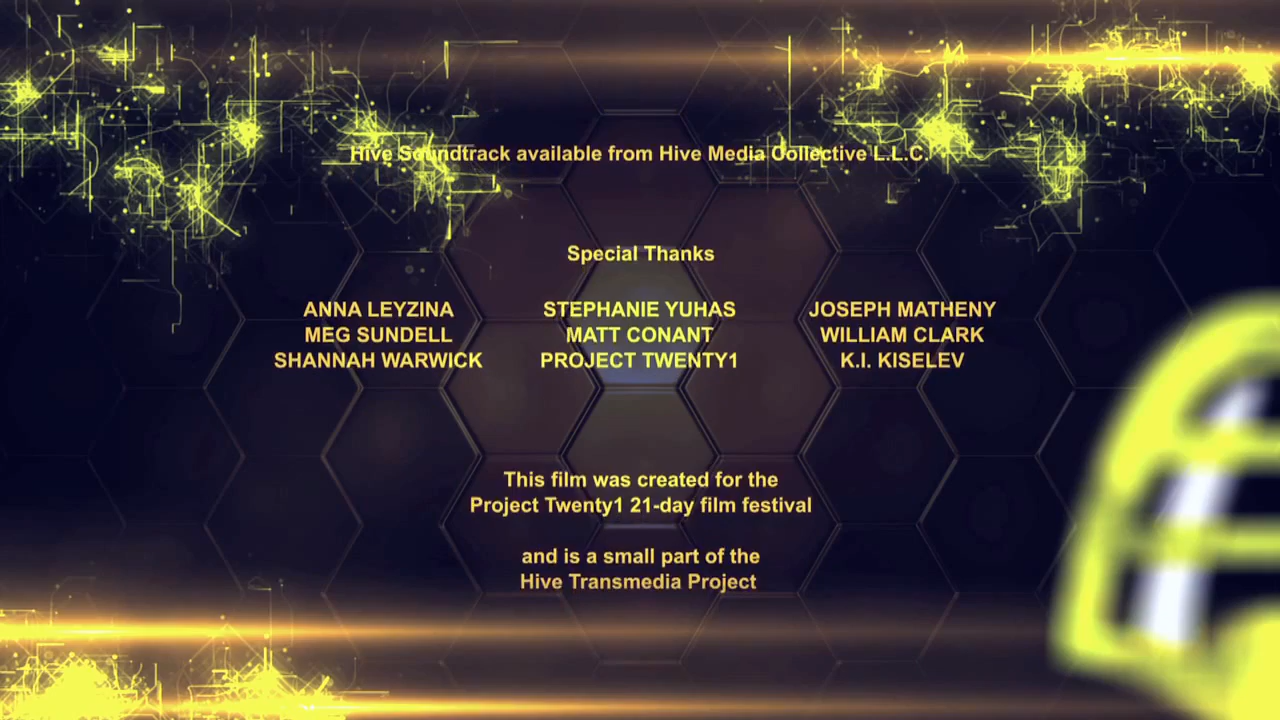 Hive Soundtrack available from Hive Media Collective L.L.C.
Special Thanks
ANNA LEYZINA STEPHANIE YUHAS JOSEPH MATHENY
MEG SUNDELL MATT CONANT WILLIAM CLARK
SHANNAH WARWICK PROJECT TWENTY1 K.I. KISELEV
This film was created for the
Project Twenty1 21-day film festival
and is a small part of the
Hive Transmedia Project